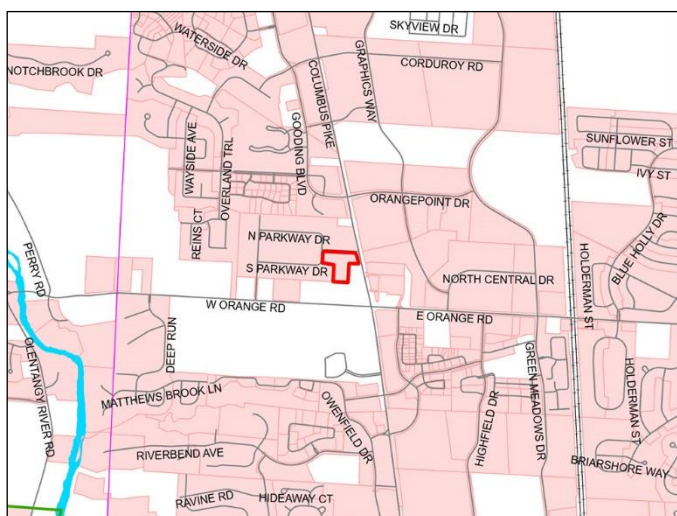 SKYVIEW DR
WATERSIDE DR
CORDUROY RD
NOTCHBROOK DR
GRAPHICS WAY
COLUMBUS PIKE
GOODING BLVD
WAYSIDE AVE
OVERLAND TRL
SUNFLOWER ST
IVY ST
ORANGEPOINT DR
REINS CT
N PARKWAY DR
S PARKWAY DR
BLUE HOLLY DR
PERRY RD
NORTH CENTRAL DR
HOLDERMAN ST
W ORANGE RD
E ORANGE RD
DEEP RUN
OLENTANGY RIVER RD
GREEN MEADOWS DR
HOLDERMAN ST
MATTHEWS BROOK LN
OWENFIELD DR
HIGHFIELD DR
RIVERBEND AVE
BRIARSHORE WAY
RAVINE RD
HIDEAWAY CT